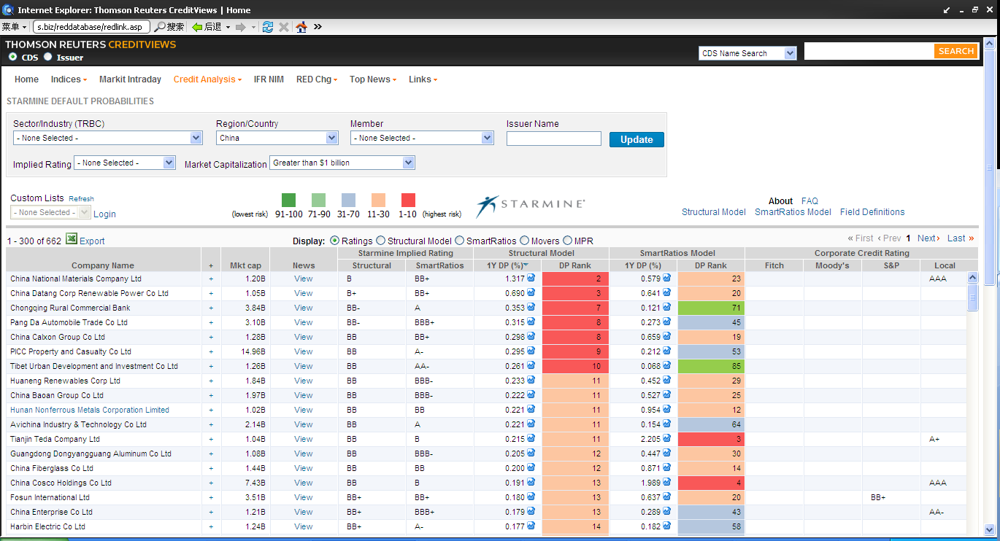 Internet Explorer: Thomson Reuters CreditViews | Home
菜单 s.biz/reddatabase/redlink.asp 搜索 后退 »
THOMSON REUTERS CREDITVIEWS
CDS Issuer
CDS Name Search SEARCH
Home Indices Markit Intraday Credit Analysis IFR NIM RED Chg Top News Links
STARMINE DEFAULT PROBABILITIES
Sector/Industry (TRBC) Region/Country Member Issuer Name
- None Selected - China - None Selected - Update
Implied Rating - None Selected - Market Capitalization Greater than $1 billion
Custom Lists Refresh
- None Selected - Login
(lowest risk) 91-100 71-90 31-70 11-30 1-10 (highest risk)
STARMINE
About FAQ
Structural Model SmartRatios Model Field Definitions
1 - 300 of 662 Export Display: Ratings Structural Model SmartRatios Movers MPR « First ‹ Prev 1 Next › Last »
Starmine Implied Rating Structural Model SmartRatios Model Corporate Credit Rating
Company Name + Mkt cap News Structural SmartRatios 1Y DP (%) DP Rank 1Y DP (%) DP Rank Fitch Moody's S&P Local
China National Materials Company Ltd + 1.20B View B BB+ 1.317 2 0.579 23 AAA
China Datang Corp Renewable Power Co Ltd + 1.05B View B+ BB+ 0.690 3 0.641 20
Chongqing Rural Commercial Bank + 3.84B View BB- A 0.353 7 0.121 71
Pang Da Automobile Trade Co Ltd + 3.10B View BB- BBB+ 0.315 8 0.273 45
China Calxon Group Co Ltd + 1.28B View BB BB+ 0.298 8 0.659 19
PICC Property and Casualty Co Ltd + 14.96B View BB A- 0.295 9 0.212 53
Tibet Urban Development and Investment Co Ltd + 1.26B View BB AA- 0.261 10 0.068 85
Huaneng Renewables Corp Ltd + 1.84B View BB BBB- 0.233 11 0.452 29
China Baoan Group Co Ltd + 1.97B View BB BBB- 0.222 11 0.527 25
Hunan Nonferrous Metals Corporation Limited + 1.02B View BB BB 0.221 11 0.954 12
Avichina Industry & Technology Co Ltd + 2.14B View BB A 0.221 11 0.154 64
Tianjin Teda Company Ltd + 1.04B View BB B 0.215 11 2.205 3 A+
Guangdong Dongyangguang Aluminum Co Ltd + 1.08B View BB BBB- 0.205 12 0.447 30
China Fiberglass Co Ltd + 1.44B View BB BB 0.200 12 0.871 14
China Cosco Holdings Co Ltd + 7.43B View BB B 0.191 13 1.989 4 AAA
Fosun International Ltd + 3.51B View BB+ BB+ 0.180 13 0.637 20 BB+
China Enterprise Co Ltd + 1.21B View BB+ BBB+ 0.179 13 0.289 43 AA-
Harbin Electric Co Ltd + 1.24B View BB+ A- 0.177 14 0.182 58